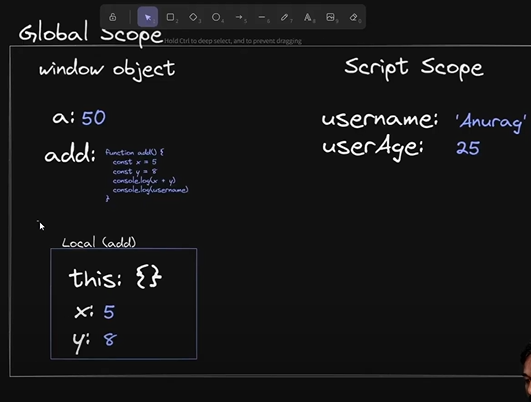 Global Scope
Hold Ctrl to deep select, and to prevent dragging
window object
Script Scope
a: 50
username: 'Anurag'
userAge: 25
add: function add() {
const x = 5
const y = 8
console.log(x + y)
console.log(username)
}
Local (add)
this: {}
x: 5
y: 8